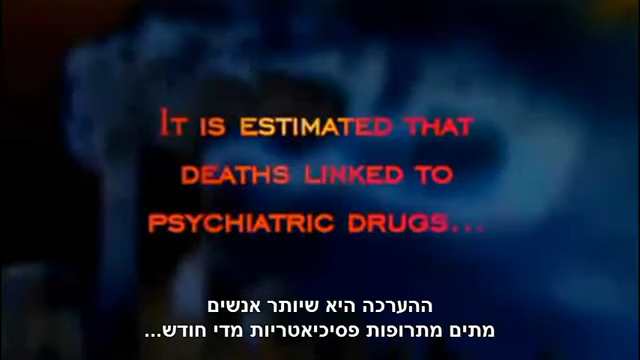 IT IS ESTIMATED THAT
DEATHS LINKED TO
PSYCHIATRIC DRUGS...
ההערכה היא שיותר אנשים
מתים מתרופות פסיכיאטריות מדי חודש...